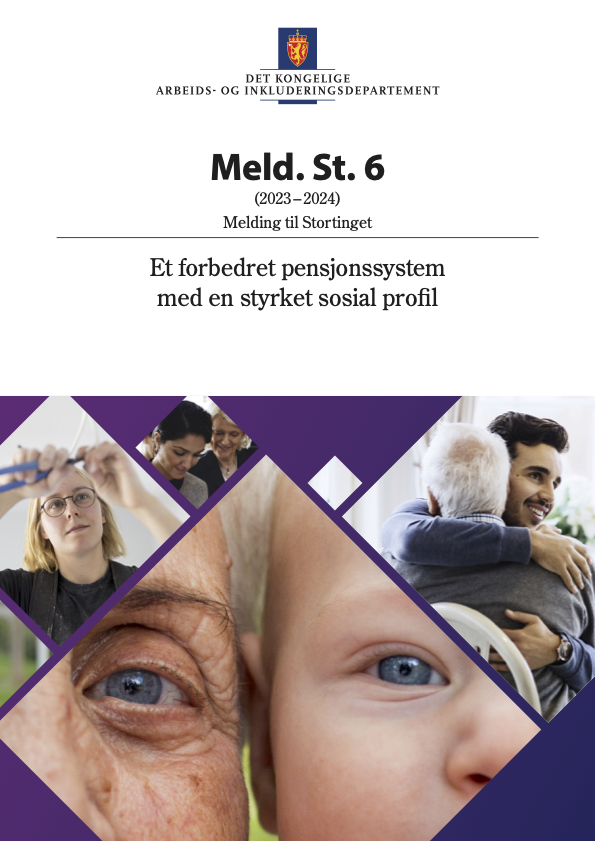 DET KONGELIGE
ARBEIDS- OG INKLUDERINGSDEPARTEMENT
Meld. St. 6
(2023–2024)
Melding til Stortinget
Et forbedret pensjonssystem
med en styrket sosial profil